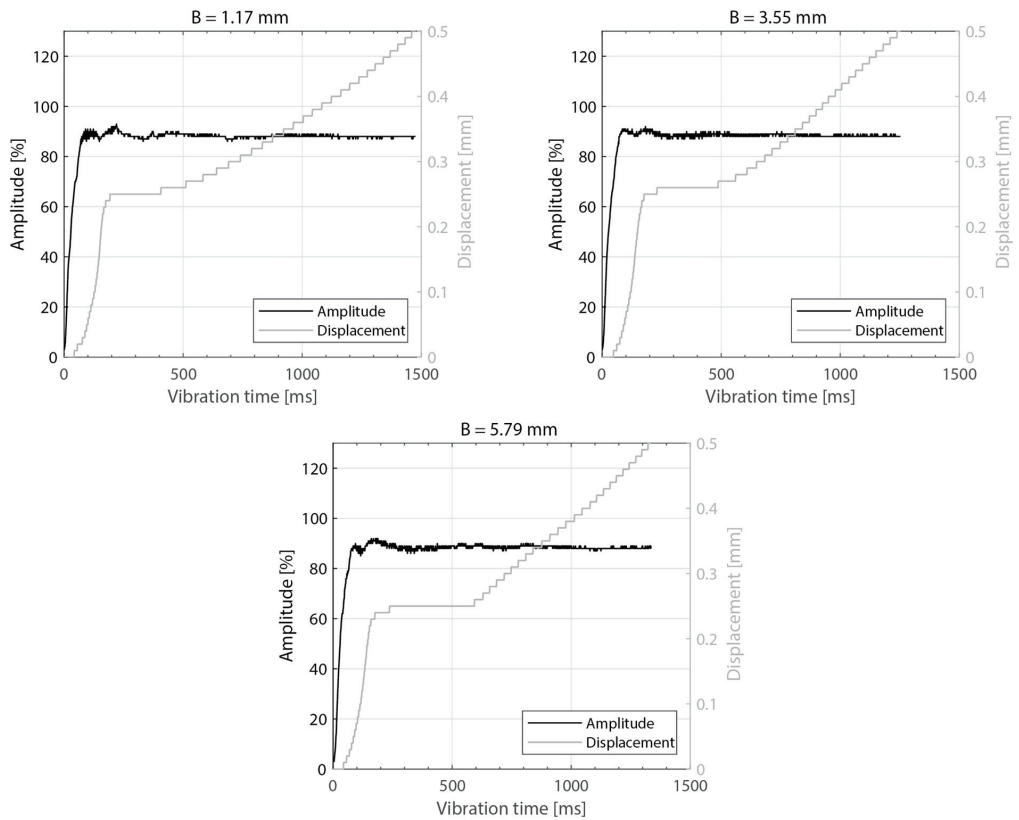 B = 1.17 mm
120
100
80
60
40
20
0
Amplitude [%]
0.5
0.4
0.3
0.2
0.1
0
Displacement [mm]
Amplitude
Displacement
0 500 1000 1500
Vibration time [ms]
B = 3.55 mm
120
100
80
60
40
20
0
Amplitude [%]
0.5
0.4
0.3
0.2
0.1
0
Displacement [mm]
Amplitude
Displacement
0 500 1000 1500
Vibration time [ms]
B = 5.79 mm
120
100
80
60
40
20
0
Amplitude [%]
0.5
0.4
0.3
0.2
0.1
0
Displacement [mm]
Amplitude
Displacement
0 500 1000 1500
Vibration time [ms]